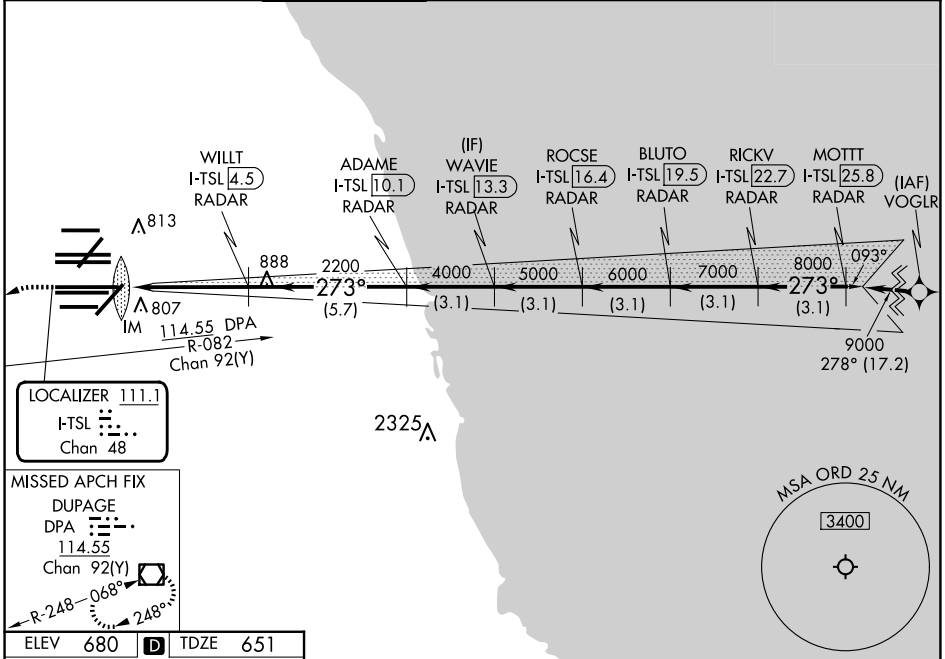 WILLT
I-TSL 4.5
RADAR
ADAME
I-TSL 10.1
RADAR
(IF)
WAVIE
I-TSL 13.3
RADAR
ROCSE
I-TSL 16.4
RADAR
BLUTO
I-TSL 19.5
RADAR
RICKV
I-TSL 22.7
RADAR
MOTTT
I-TSL 25.8
RADAR
(IAF)
VOGLR
813
888
807
IM
2200
273°
(5.7)
4000
(3.1)
5000
(3.1)
6000
(3.1)
7000
(3.1)
8000
273°
(3.1)
093°
9000
278° (17.2)
114.55 DPA
R-082
Chan 92(Y)
LOCALIZER 111.1
I-TSL
Chan 48
2325
MISSED APCH FIX
DUPAGE
DPA
114.55
Chan 92(Y)
R-248
068°
248°
MSA ORD 25 NM
3400
ELEV 680 D TDZE 651